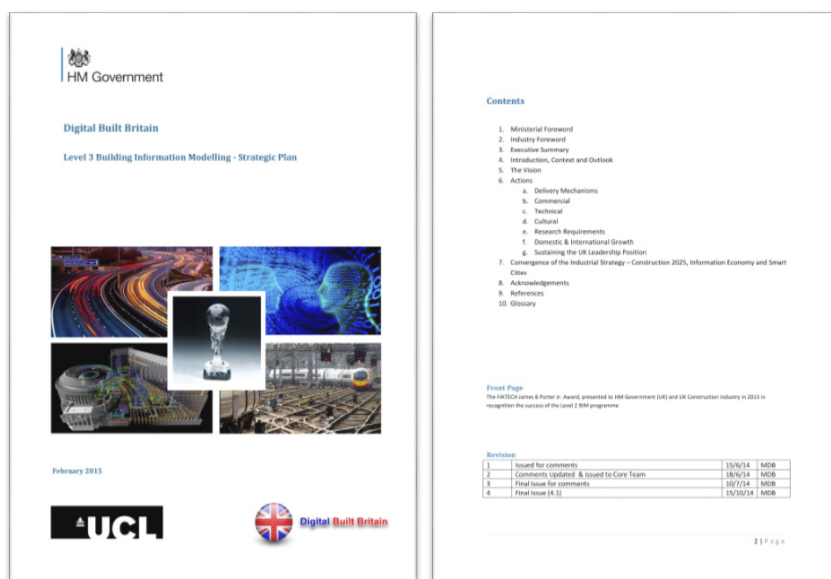 HM Government
Digital Built Britain
Level 3 Building Information Modelling - Strategic Plan
February 2015
UCL
Digital Built Britain
Contents
1. Ministerial Foreword
2. Industry Foreword
3. Executive Summary
4. Introduction, Context and Outlook
5. The Vision
6. Actions
a. Delivery Mechanisms
b. Commercial
c. Technical
d. Cultural
e. Research Requirements
f. Domestic & International Growth
g. Sustaining the UK Leadership Position
7. Convergence of the Industrial Strategy – Construction 2025, Information Economy and Smart
Cities
8. Acknowledgements
9. References
10. Glossary
Front Page
The FIATECH James B Porter Jr. Award, presented to HM Government (UK) and UK Construction Industry in 2013 in
recognition the success of the Level 2 BIM programme
Revision
1 Issued for comments 15/6/14 MDB
2 Comments Updated & issued to Core Team 18/6/14 MDB
3 Final Issue for comments 10/7/14 MDB
4 Final Issue (4.1) 15/10/14 MDB
2 | Page